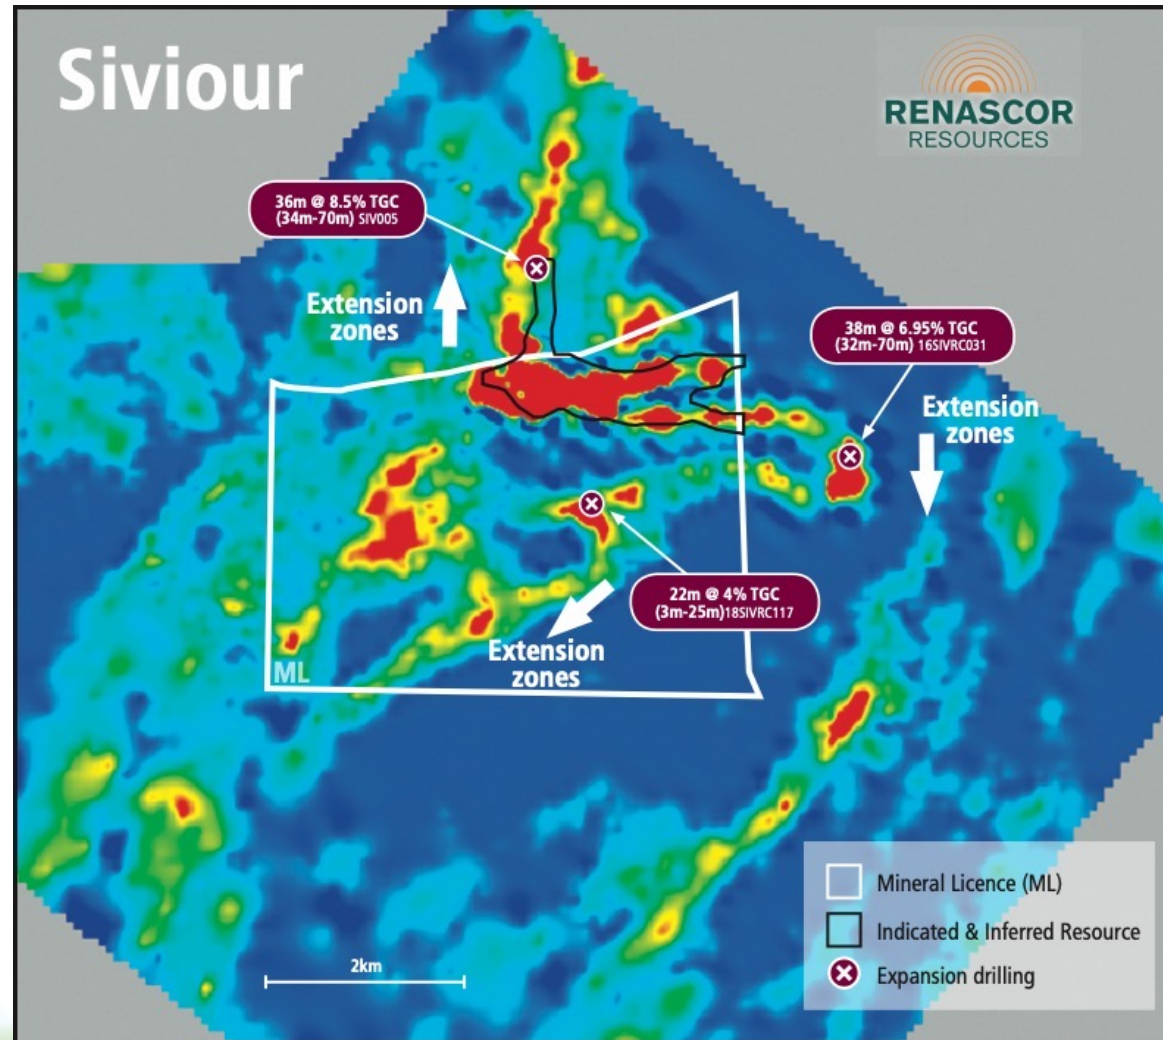 Siviour
RENASCOR
RESOURCES
36m @ 8.5% TGC
(34m-70m) SIV005
Extension
zones
38m @ 6.95% TGC
(32m-70m) 16SIVRC031
Extension
zones
22m @ 4% TGC
(3m-25m)18SIVRC117
Extension
zones
ML
2km
Mineral Licence (ML)
Indicated & Inferred Resource
Expansion drilling